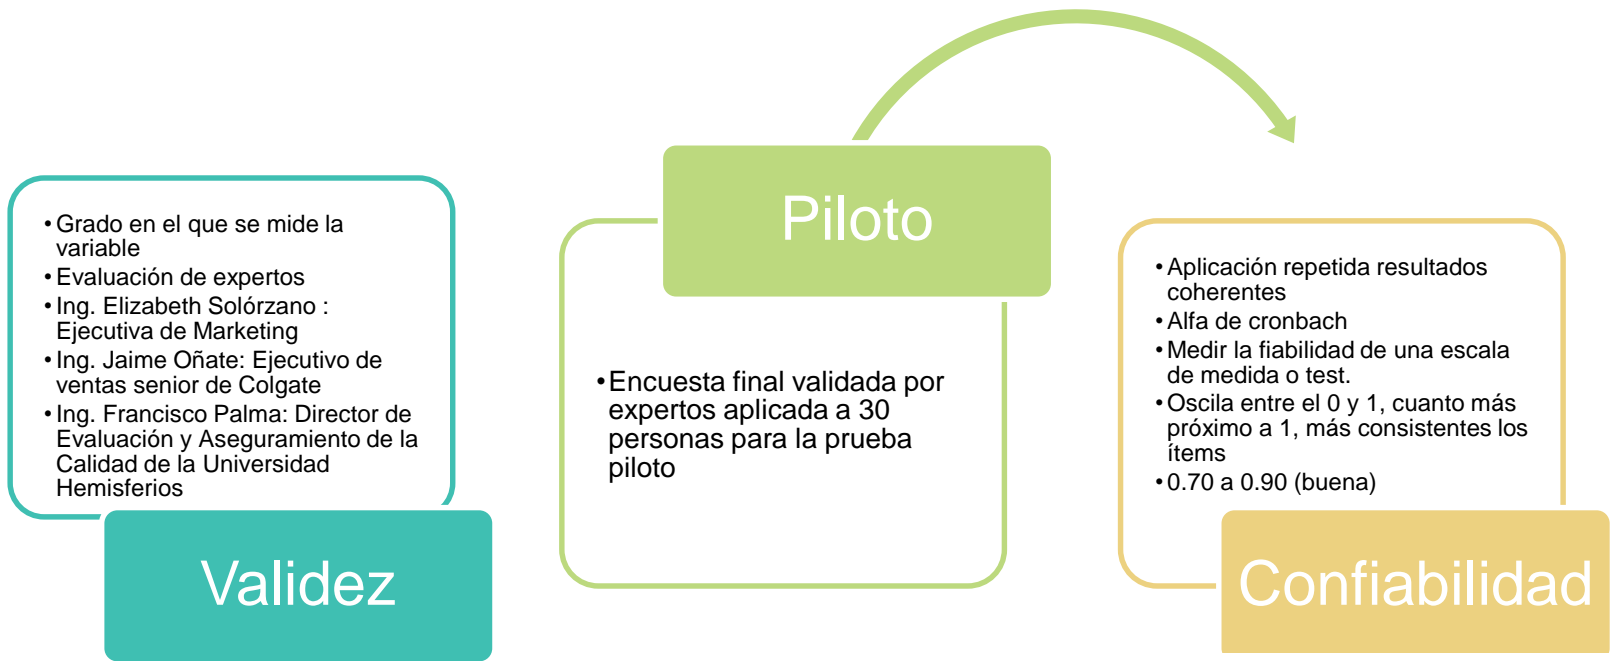 • Grado en el que se mide la
variable
• Evaluación de expertos
• Ing. Elizabeth Solórzano :
Ejecutiva de Marketing
• Ing. Jaime Oñate: Ejecutivo de
ventas senior de Colgate
• Ing. Francisco Palma: Director de
Evaluación y Aseguramiento de la
Calidad de la Universidad
Hemisferios
Validez
Piloto
• Encuesta final validada por
expertos aplicada a 30
personas para la prueba
piloto
• Aplicación repetida resultados
coherentes
• Alfa de cronbach
• Medir la fiabilidad de una escala
de medida o test.
• Oscila entre el 0 y 1, cuanto más
próximo a 1, más consistentes los
ítems
• 0.70 a 0.90 (buena)
Confiabilidad